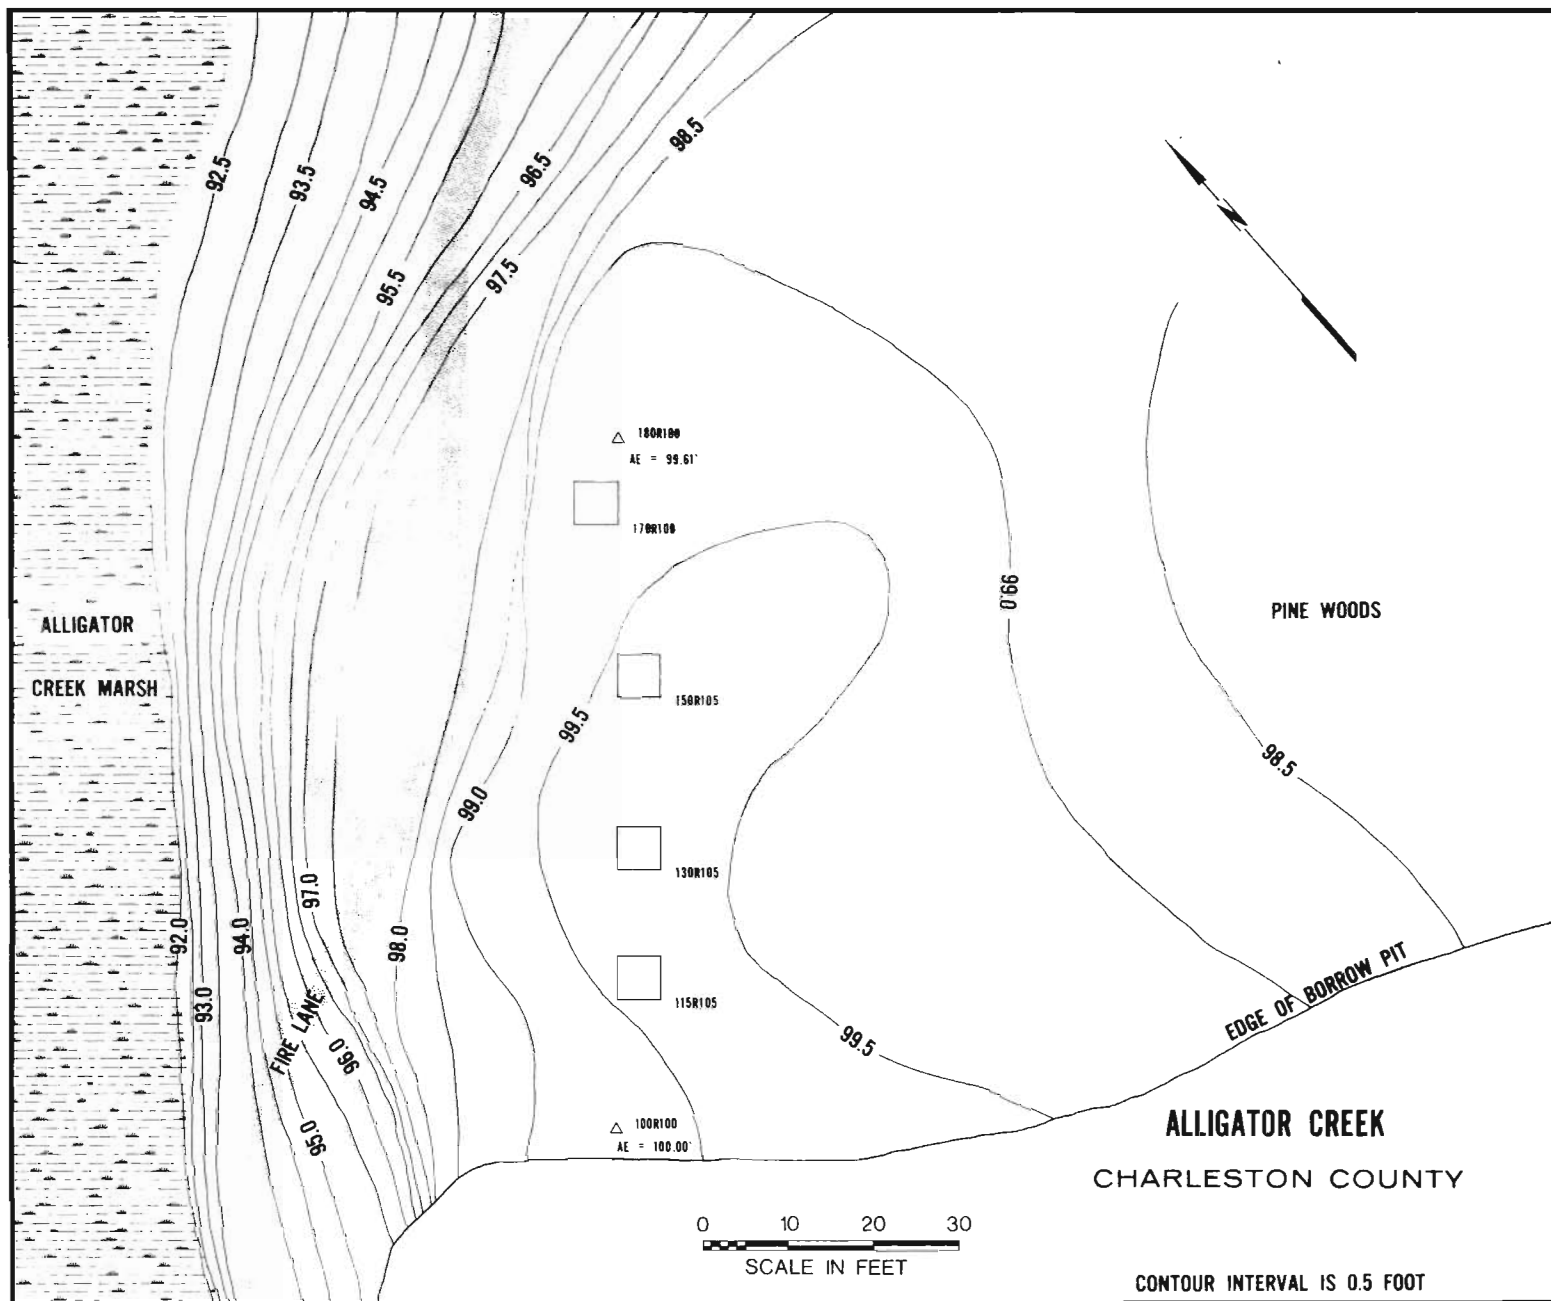 92.5
93.5
94.5
95.5
96.5
97.5
98.5
180R100
AE = 99.61'
170R100
99.0
PINE WOODS
ALLIGATOR
CREEK MARSH
150R105
99.5
98.5
99.0
130R105
97.0
92.0
94.0
98.0
93.0
115R105
FIRE LANE
96.0
95.0
99.5
EDGE OF BORROW PIT
100R100
AE = 100.00'
ALLIGATOR CREEK
CHARLESTON COUNTY
0 10 20 30
SCALE IN FEET
CONTOUR INTERVAL IS 0.5 FOOT